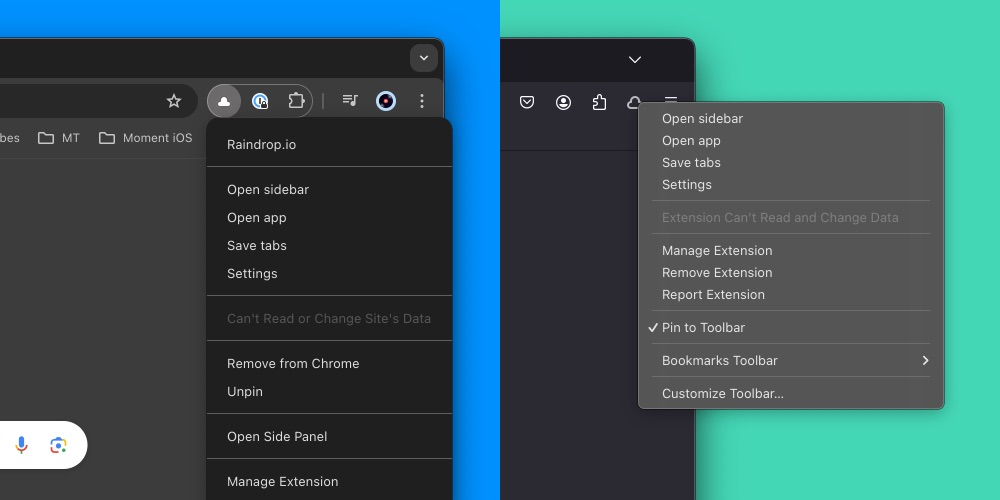 bes
MT
Moment iOS
Raindrop.io
Open sidebar
Open app
Save tabs
Settings
Can't Read or Change Site's Data
Remove from Chrome
Unpin
Open Side Panel
Manage Extension
Open sidebar
Open app
Save tabs
Settings
Extension Can't Read and Change Data
Manage Extension
Remove Extension
Report Extension
Pin to Toolbar
Bookmarks Toolbar
Customize Toolbar...